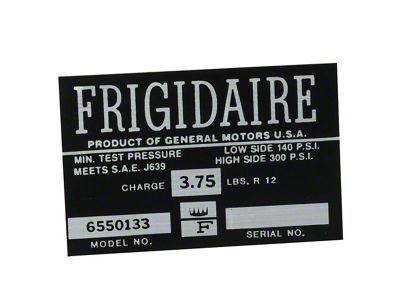 FRIGIDAIRE
PRODUCT OF GENERAL MOTORS U.S.A.
MIN. TEST PRESSURE LOW SIDE 140 P.S.I.
MEETS S.A.E. J639 HIGH SIDE 300 P.S.I.
CHARGE 3.75 LBS. R 12
6550133 F
MODEL NO. SERIAL NO.